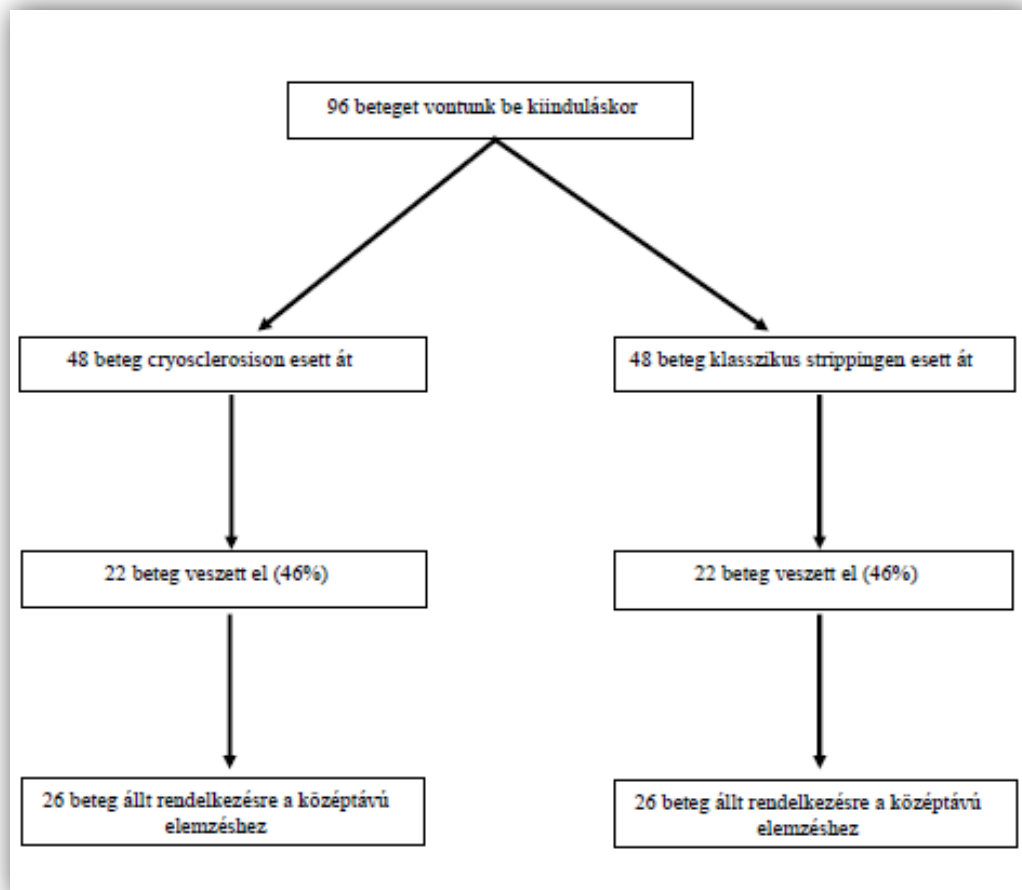 96 beteget vontunk be kiinduláskor
48 beteg cryosclerosison esett át
48 beteg klasszikus strippingen esett át
22 beteg veszett el (46%)
22 beteg veszett el (46%)
26 beteg állt rendelkezésre a középtávú
elemzéshez
26 beteg állt rendelkezésre a középtávú
elemzéshez